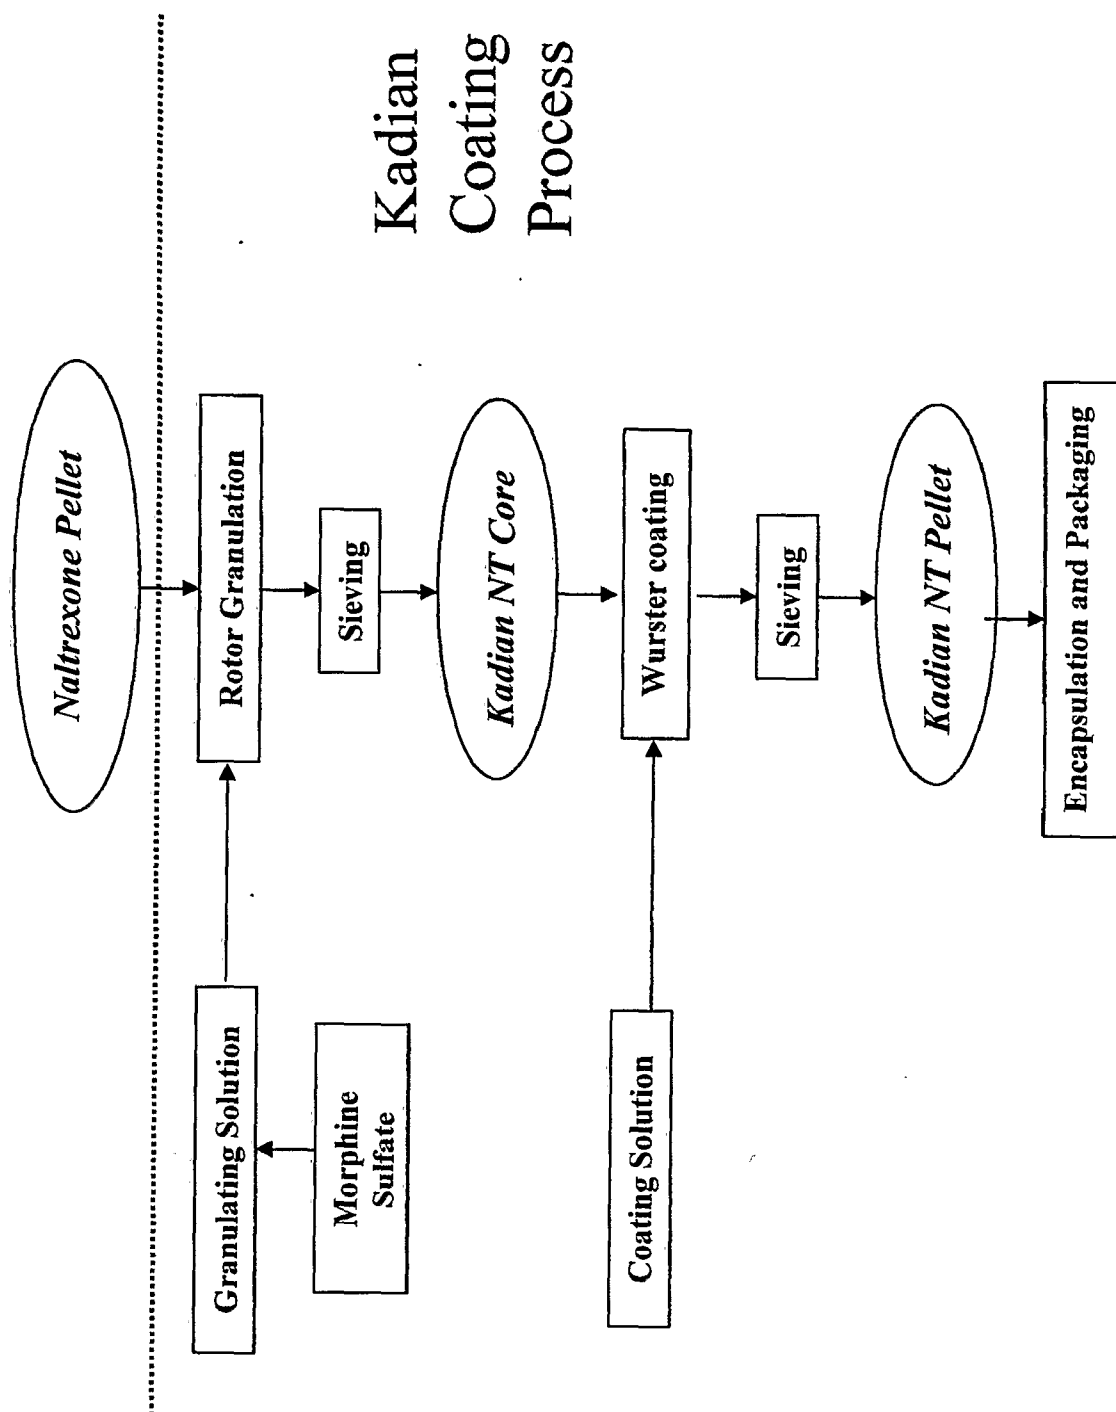 Naltrexone Pellet
Kadian
Coating
Process
Granulating Solution
Rotor Granulation
Morphine
Sulfate
Sieving
Kadian NT Core
Coating Solution
Wurster coating
Sieving
Kadian NT Pellet
Encapsulation and Packaging